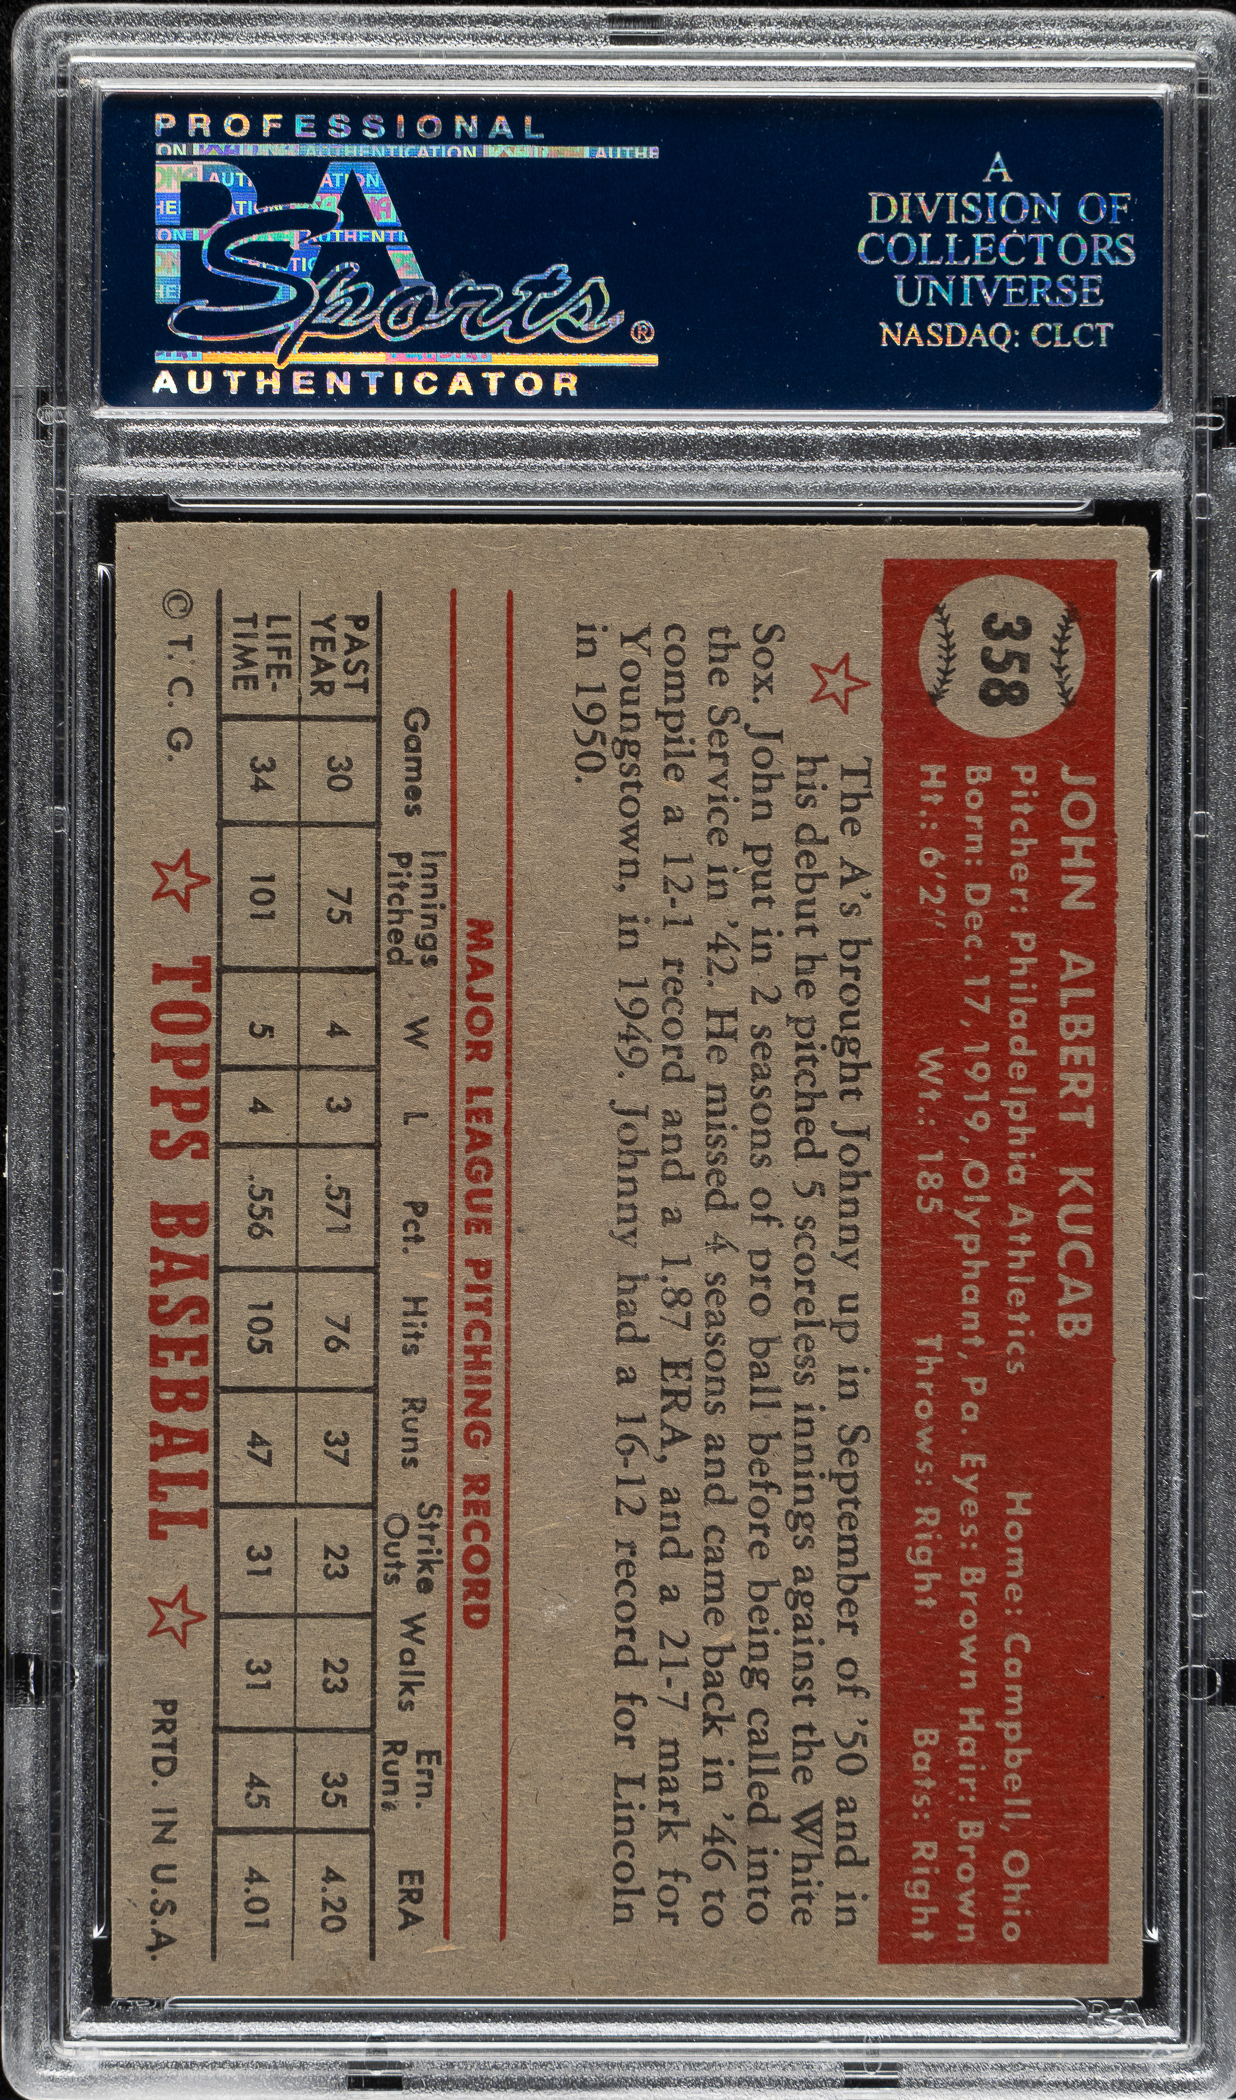 PROFESSIONAL
PSA
Sports®
AUTHENTICATOR
A
DIVISION OF
COLLECTORS
UNIVERSE
NASDAQ: CLCT
358
JOHN ALBERT KUCAB
Pitcher: Philadelphia Athletics Home: Campbell, Ohio
Born: Dec. 17, 1919, Olyphant, Pa. Eyes: Brown Hair: Brown
Ht.: 6'2" Wt.: 185 Throws: Right Bats: Right
The A's brought Johnny up in September of '50 and in
his debut he pitched 5 scoreless innings against the White
Sox. John put in 2 seasons of pro ball before being called into
the Service in '42. He missed 4 seasons and came back in '46 to
compile a 12-1 record and a 1.87 ERA, and a 21-7 mark for
Youngstown, in 1949. Johnny had a 16-12 record for Lincoln
in 1950.
MAJOR LEAGUE PITCHING RECORD
Games Innings Pitched W L Pct. Hits Runs Strike Outs Walks Ern. Runs ERA
PAST YEAR 30 75 4 3 .571 76 37 23 23 35 4.20
LIFE-TIME 34 101 5 4 .556 105 47 31 31 45 4.01
© T. C. G. TOPPS BASEBALL PRTD. IN U.S.A.